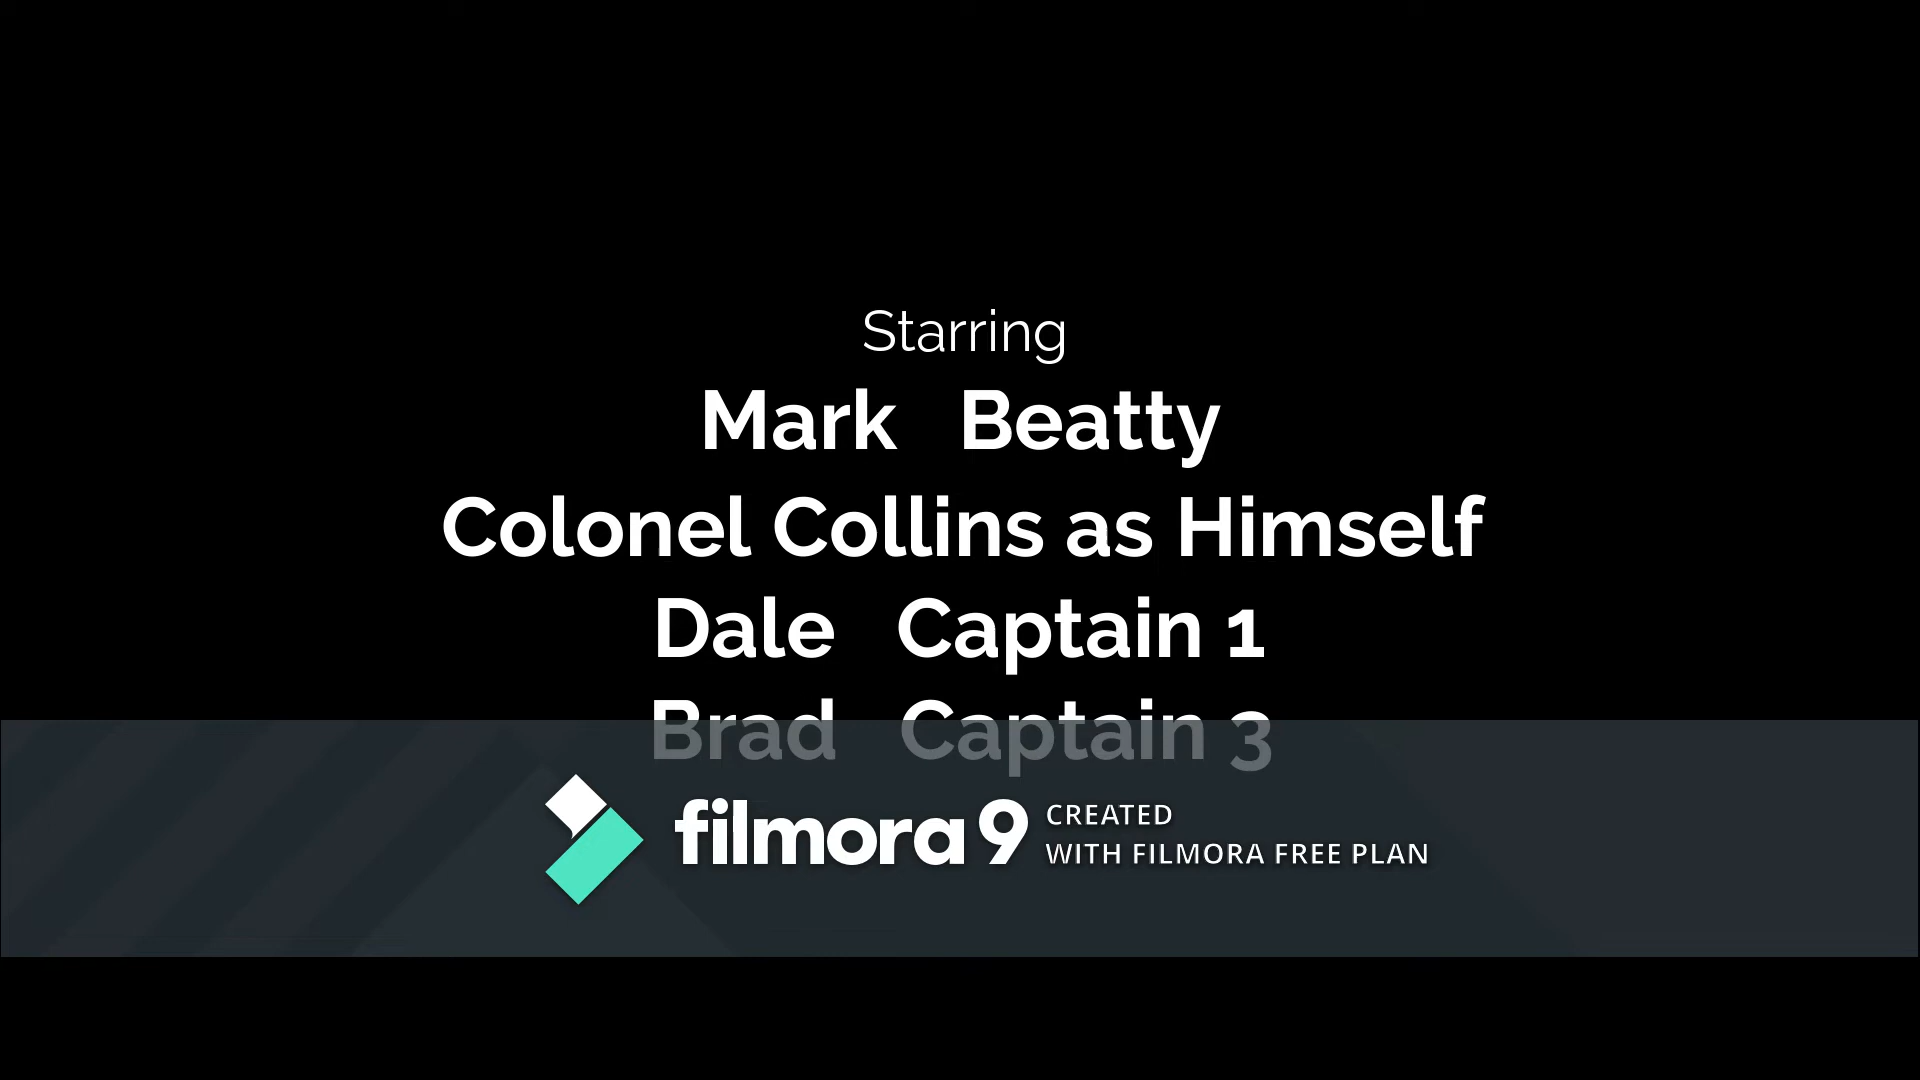 Starring
Mark Beatty
Colonel Collins as Himself
Dale Captain 1
Brad Captain 3
filmora 9 CREATED
WITH FILMORA FREE PLAN